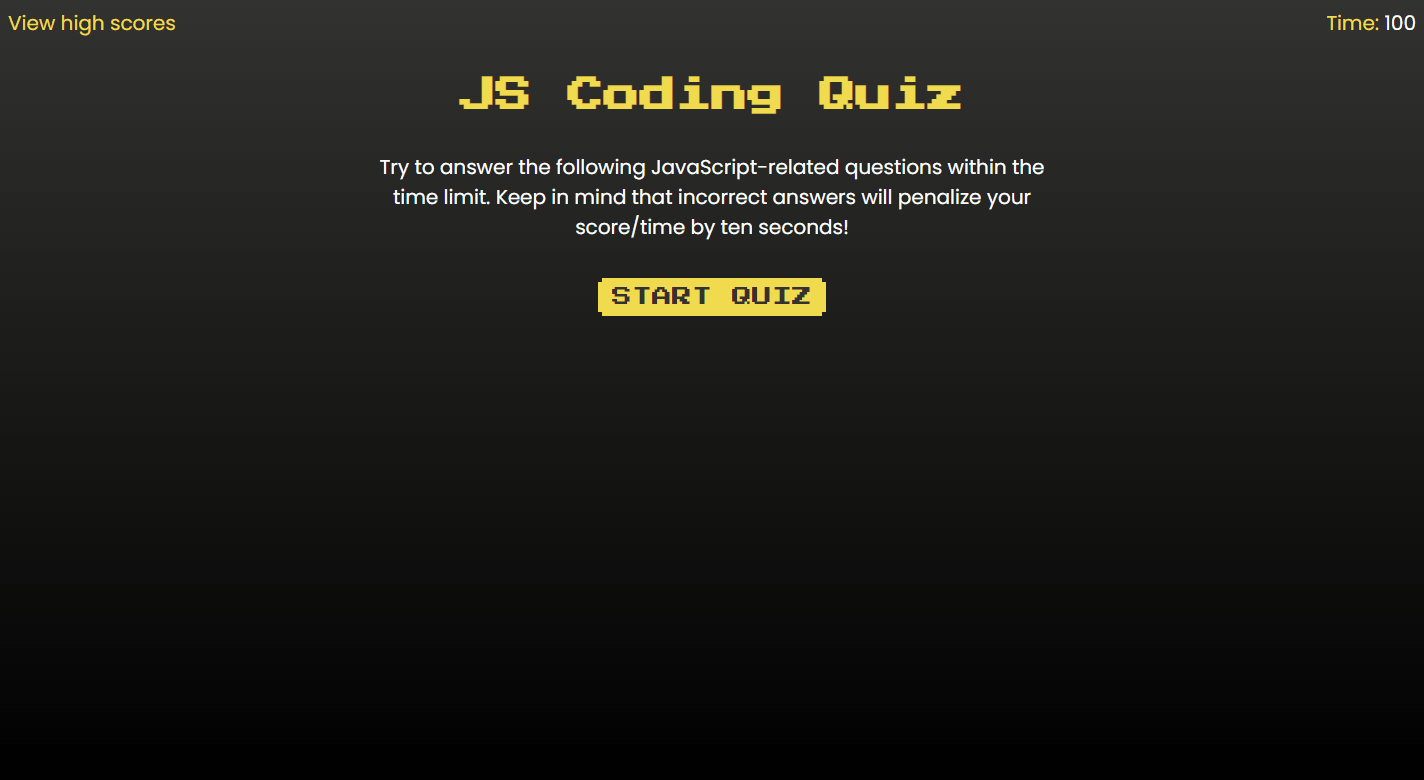 View high scores
Time: 100
JS Coding Quiz
Try to answer the following JavaScript-related questions within the
time limit. Keep in mind that incorrect answers will penalize your
score/time by ten seconds!
START QUIZ